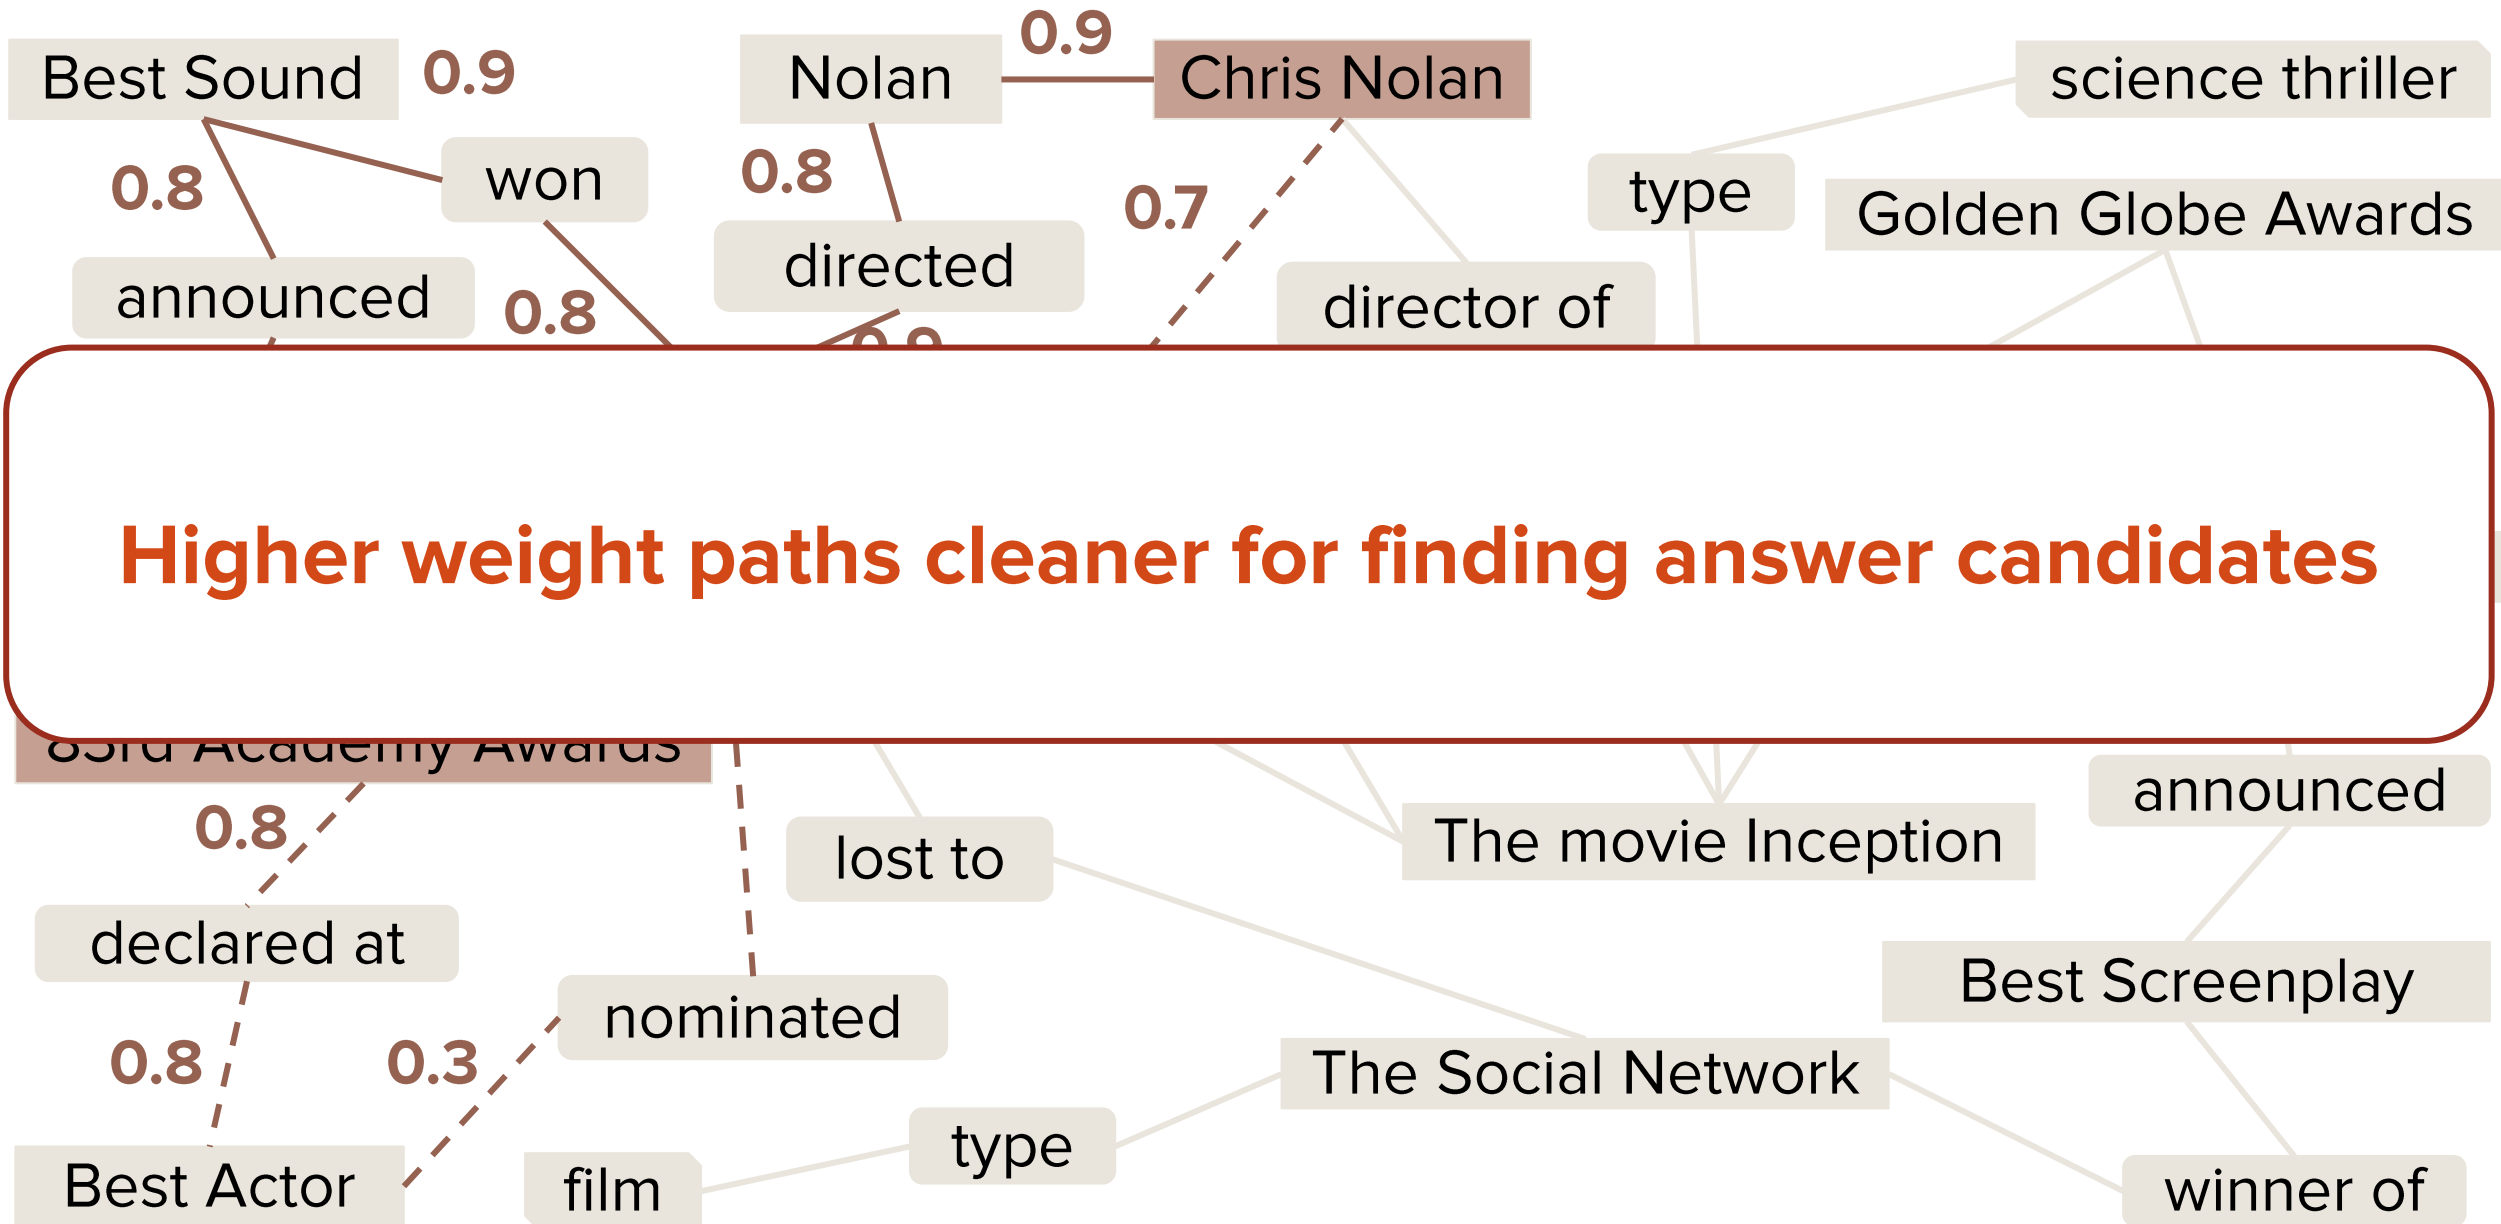 Best Sound
0.9
Nolan
0.9
Chris Nolan
science thriller
0.8
won
0.8
0.7
type
Golden Globe Awards
announced
0.8
directed
director of
Higher weight paths cleaner for finding answer candidates
Academy Awards
0.8
announced
lost to
The movie Inception
declared at
nominated
Best Screenplay
0.8
0.3
The Social Network
type
Best Actor
film
winner of